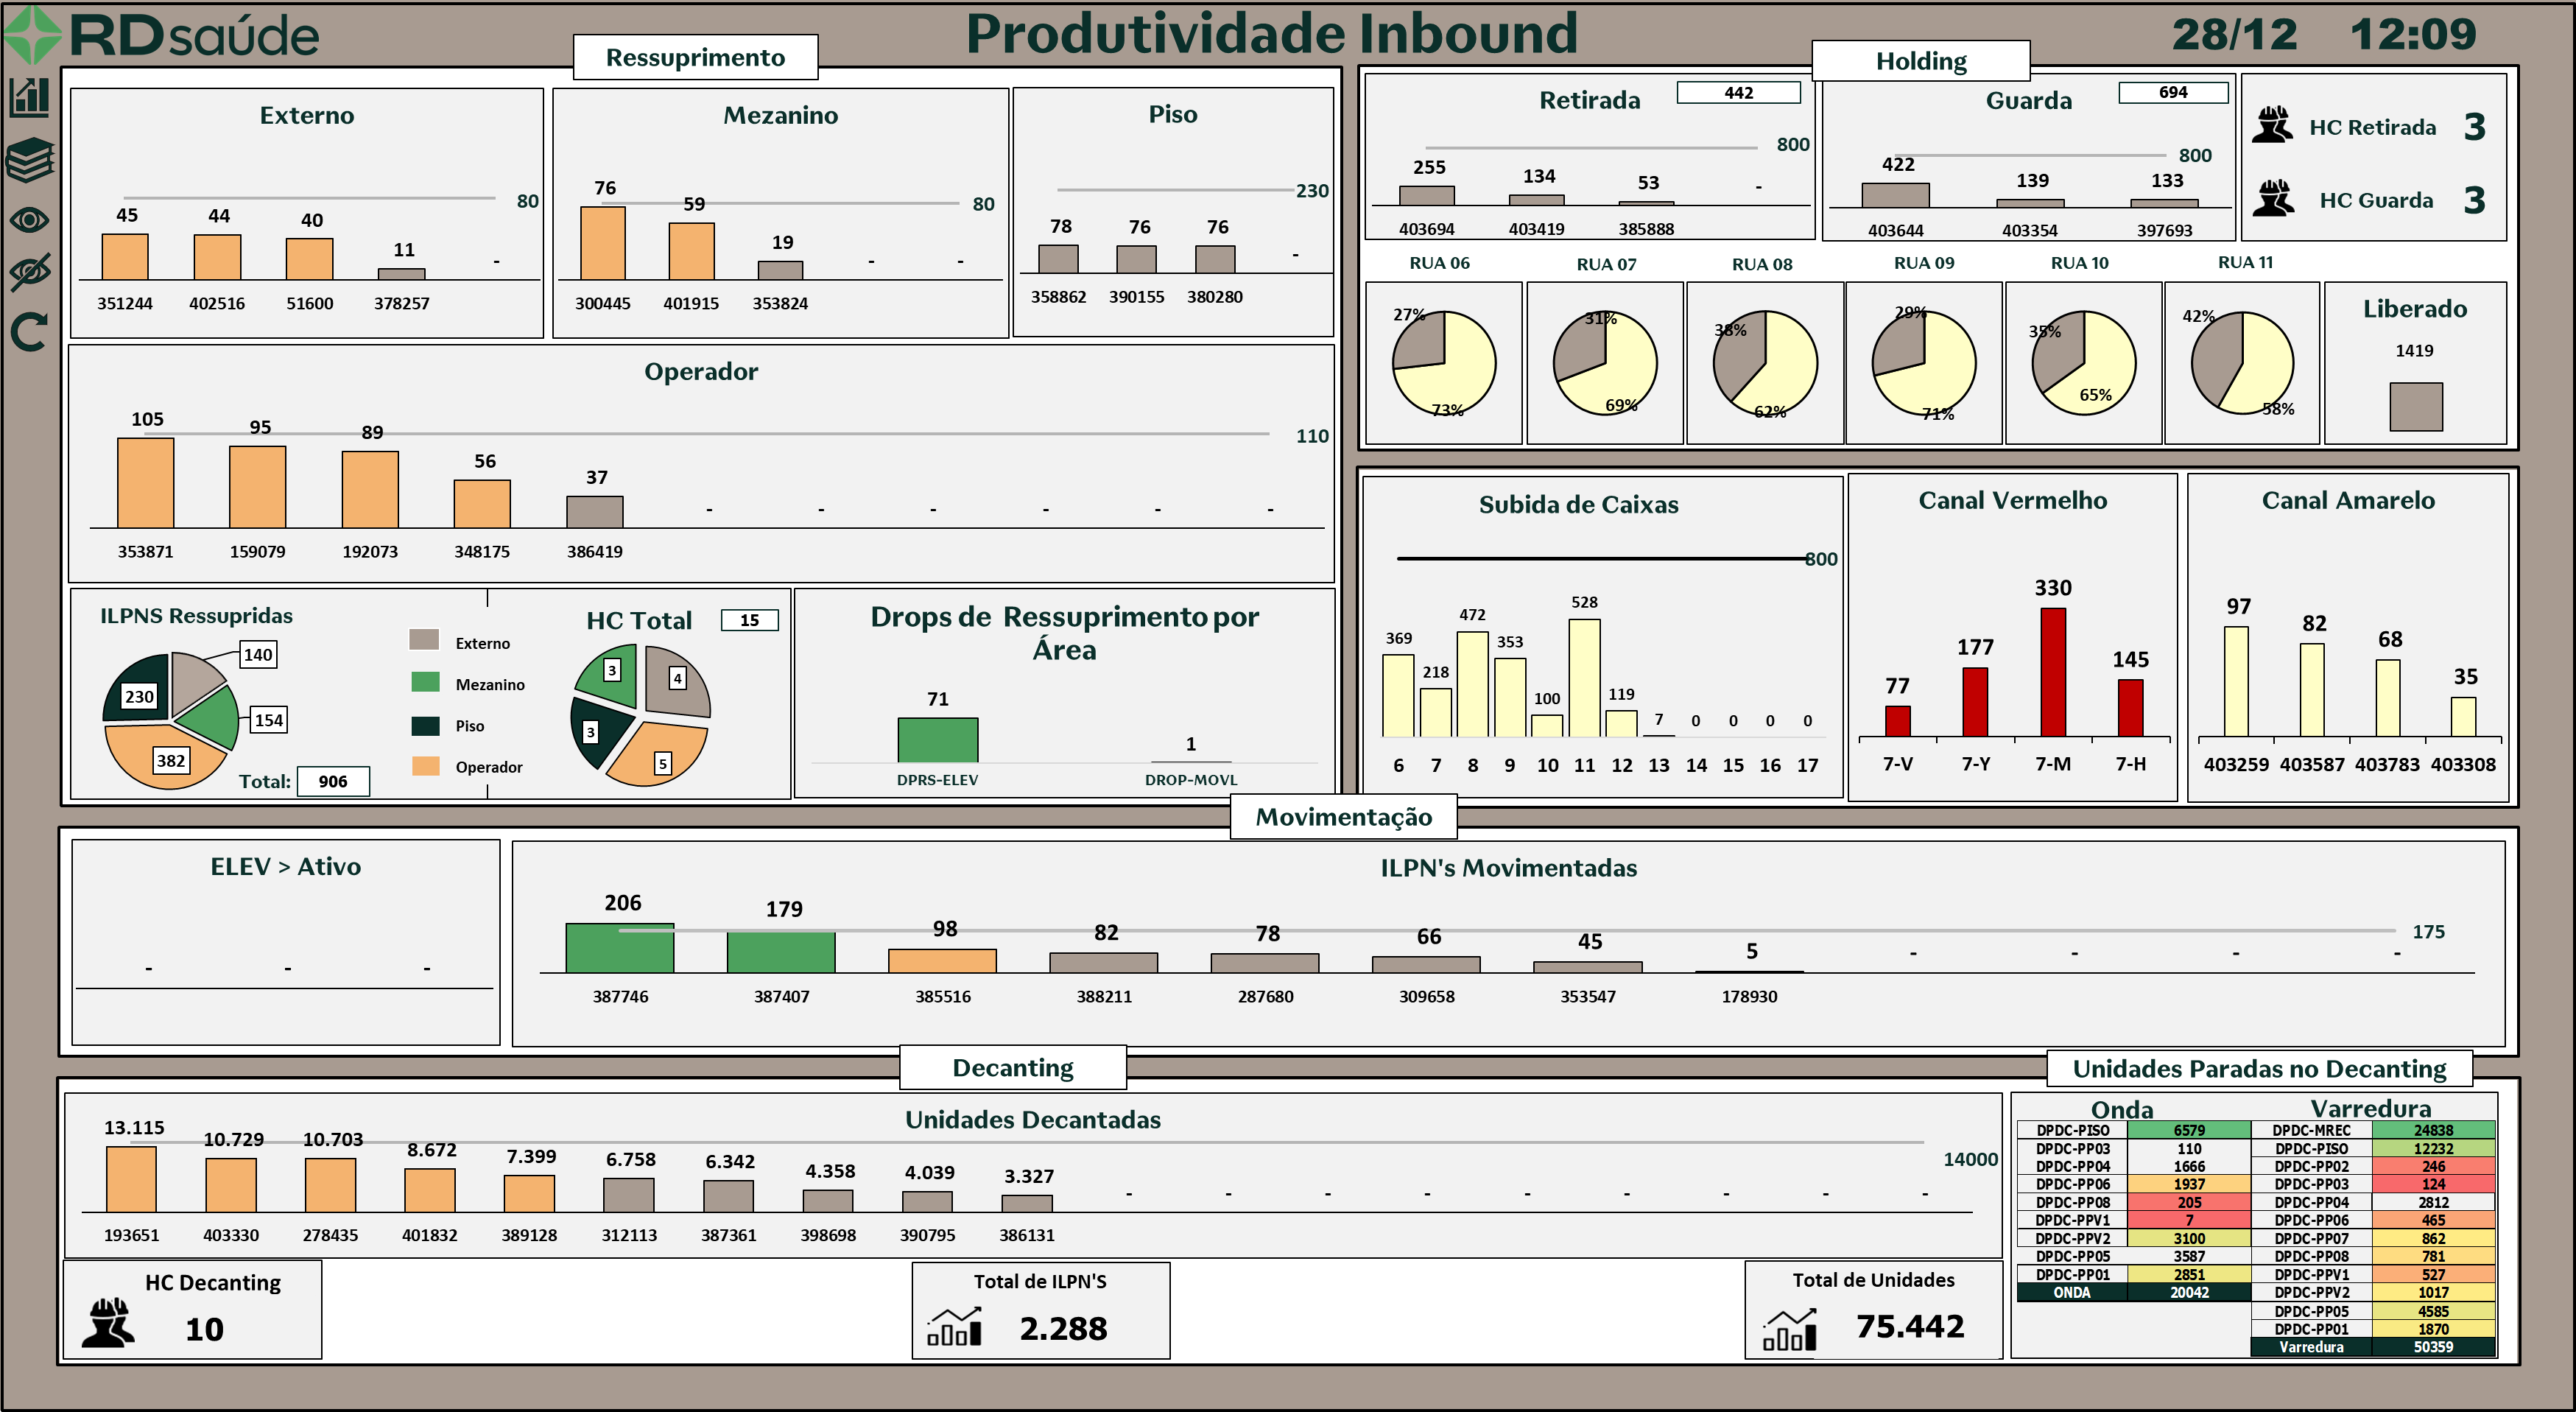 RDsaúde
Produtividade Inbound
28/12 12:09
Ressuprimento
Externo
80
45 44 40 11 -
351244 402516 51600 378257
Mezanino
80
76 59 19 - -
300445 401915 353824
Piso
230
78 76 76 -
358862 390155 380280
Operador
110
105 95 89 56 37 - - - - - -
353871 159079 192073 348175 386419
ILPNS Ressupridas
140
230
154
382
Total: 906
Externo
Mezanino
Piso
Operador
HC Total 15
3 4
3
5
Drops de Ressuprimento por
Área
71 1
DPRS-ELEV DROP-MOVL
Holding
Retirada 442
800
255 134 53 -
403694 403419 385888
Guarda 694
800
422 139 133
403644 403354 397693
HC Retirada 3
HC Guarda 3
RUA 06 RUA 07 RUA 08 RUA 09 RUA 10 RUA 11
27% 31% 38% 29% 35% 42%
73% 69% 62% 71% 65% 58%
Liberado
1419
Subida de Caixas
800
369 218 472 353 100 528 119 7 0 0 0 0
6 7 8 9 10 11 12 13 14 15 16 17
Canal Vermelho
77 177 330 145
7-V 7-Y 7-M 7-H
Canal Amarelo
97 82 68 35
403259 403587 403783 403308
Movimentação
ELEV > Ativo
- - -
ILPN's Movimentadas
175
206 179 98 82 78 66 45 5 - - - -
387746 387407 385516 388211 287680 309658 353547 178930
Decanting
Unidades Decantadas
14000
13.115 10.729 10.703 8.672 7.399 6.758 6.342 4.358 4.039 3.327 - - - - - - - - -
193651 403330 278435 401832 389128 312113 387361 398698 390795 386131
HC Decanting
10
Total de ILPN'S
2.288
Total de Unidades
75.442
Unidades Paradas no Decanting
Onda Varredura
DPDC-PISO 6579 DPDC-MREC 24838
DPDC-PP03 110 DPDC-PISO 12232
DPDC-PP04 1666 DPDC-PP02 246
DPDC-PP06 1937 DPDC-PP03 124
DPDC-PP08 205 DPDC-PP04 2812
DPDC-PPV1 7 DPDC-PP06 465
DPDC-PPV2 3100 DPDC-PP07 862
DPDC-PP05 3587 DPDC-PP08 781
DPDC-PP01 2851 DPDC-PPV1 527
ONDA 20042 DPDC-PPV2 1017
DPDC-PP05 4585
DPDC-PP01 1870
Varredura 50359